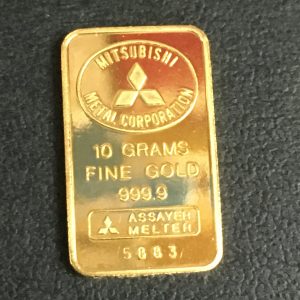 MITSUBISHI
METAL CORPORATION
10 GRAMS
FINE GOLD
999.9
ASSAYER
MELTER
5883